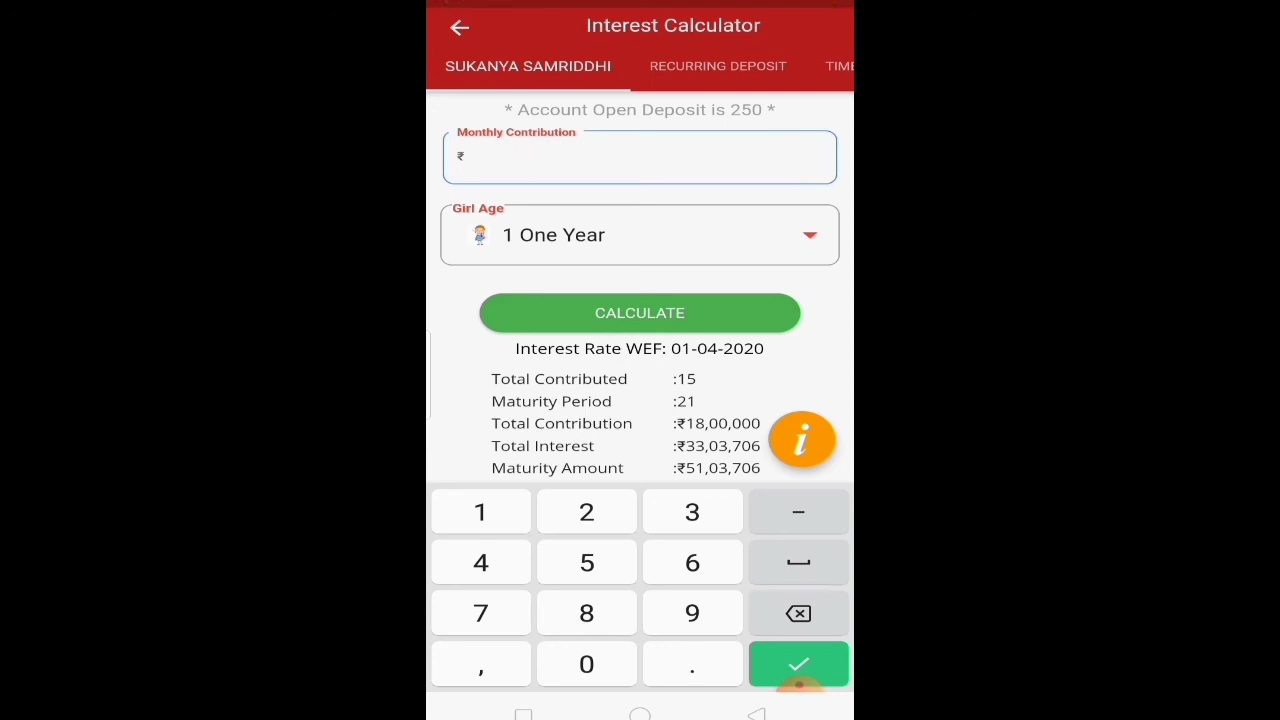 Interest Calculator
SUKANYA SAMRIDDHI RECURRING DEPOSIT TIME
* Account Open Deposit is 250 *
Monthly Contribution
₹
Girl Age
1 One Year
CALCULATE
Interest Rate WEF: 01-04-2020
Total Contributed :15
Maturity Period :21
Total Contribution :₹18,00,000
Total Interest :₹33,03,706
Maturity Amount :₹51,03,706
i
1 2 3 –
4 5 6
7 8 9
, 0 .